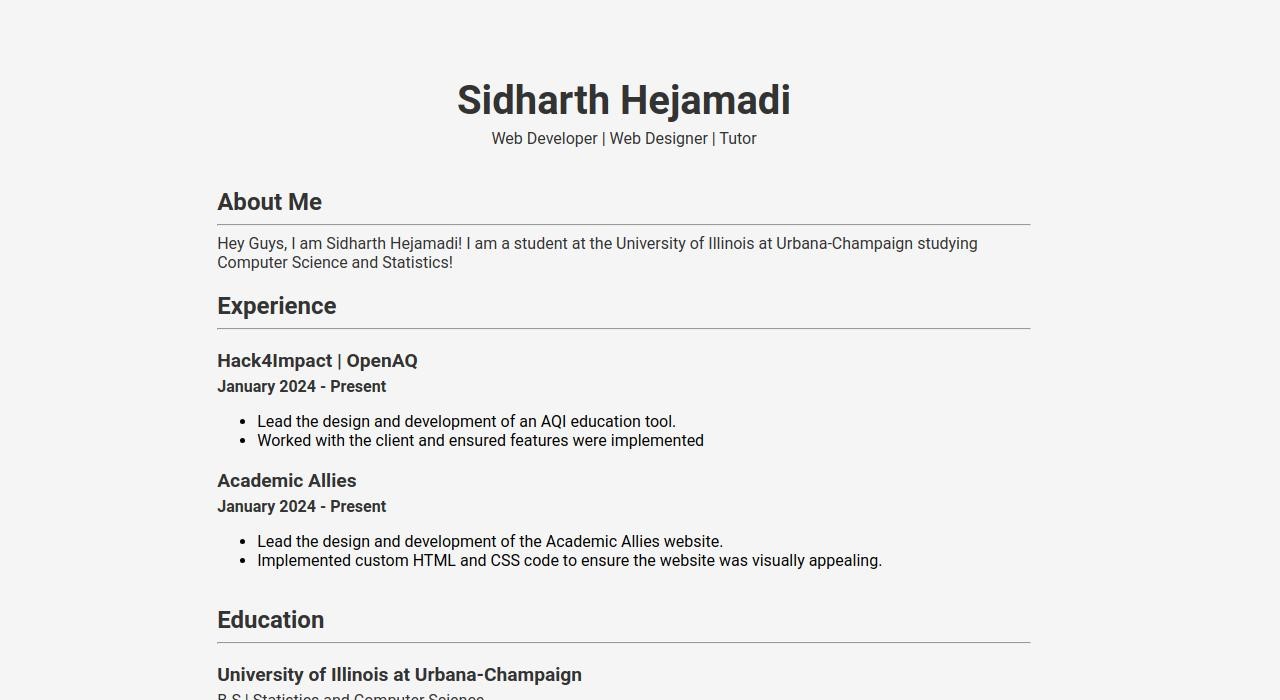 Sidharth Hejamadi
Web Developer | Web Designer | Tutor
About Me
Hey Guys, I am Sidharth Hejamadi! I am a student at the University of Illinois at Urbana-Champaign studying
Computer Science and Statistics!
Experience
Hack4Impact | OpenAQ
January 2024 - Present
• Lead the design and development of an AQI education tool.
• Worked with the client and ensured features were implemented
Academic Allies
January 2024 - Present
• Lead the design and development of the Academic Allies website.
• Implemented custom HTML and CSS code to ensure the website was visually appealing.
Education
University of Illinois at Urbana-Champaign
B.S | Statistics and Computer Science